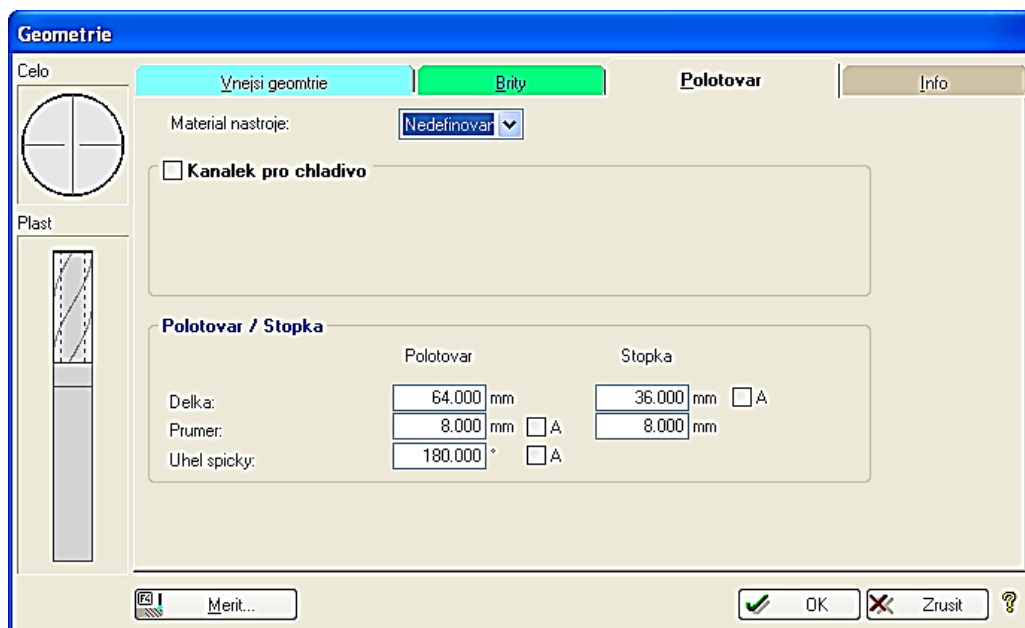 Geometrie
Celo
Vnejsi geomtrie Brity Polotovar Info
Material nastroje: Nedefinovar
Kanalek pro chladivo
Plast
Polotovar / Stopka
Polotovar Stopka
Delka: 64.000 mm 36.000 mm A
Prumer: 8.000 mm A 8.000 mm
Uhel spicky: 180.000 ° A
F4 Merit... OK Zrusit ?